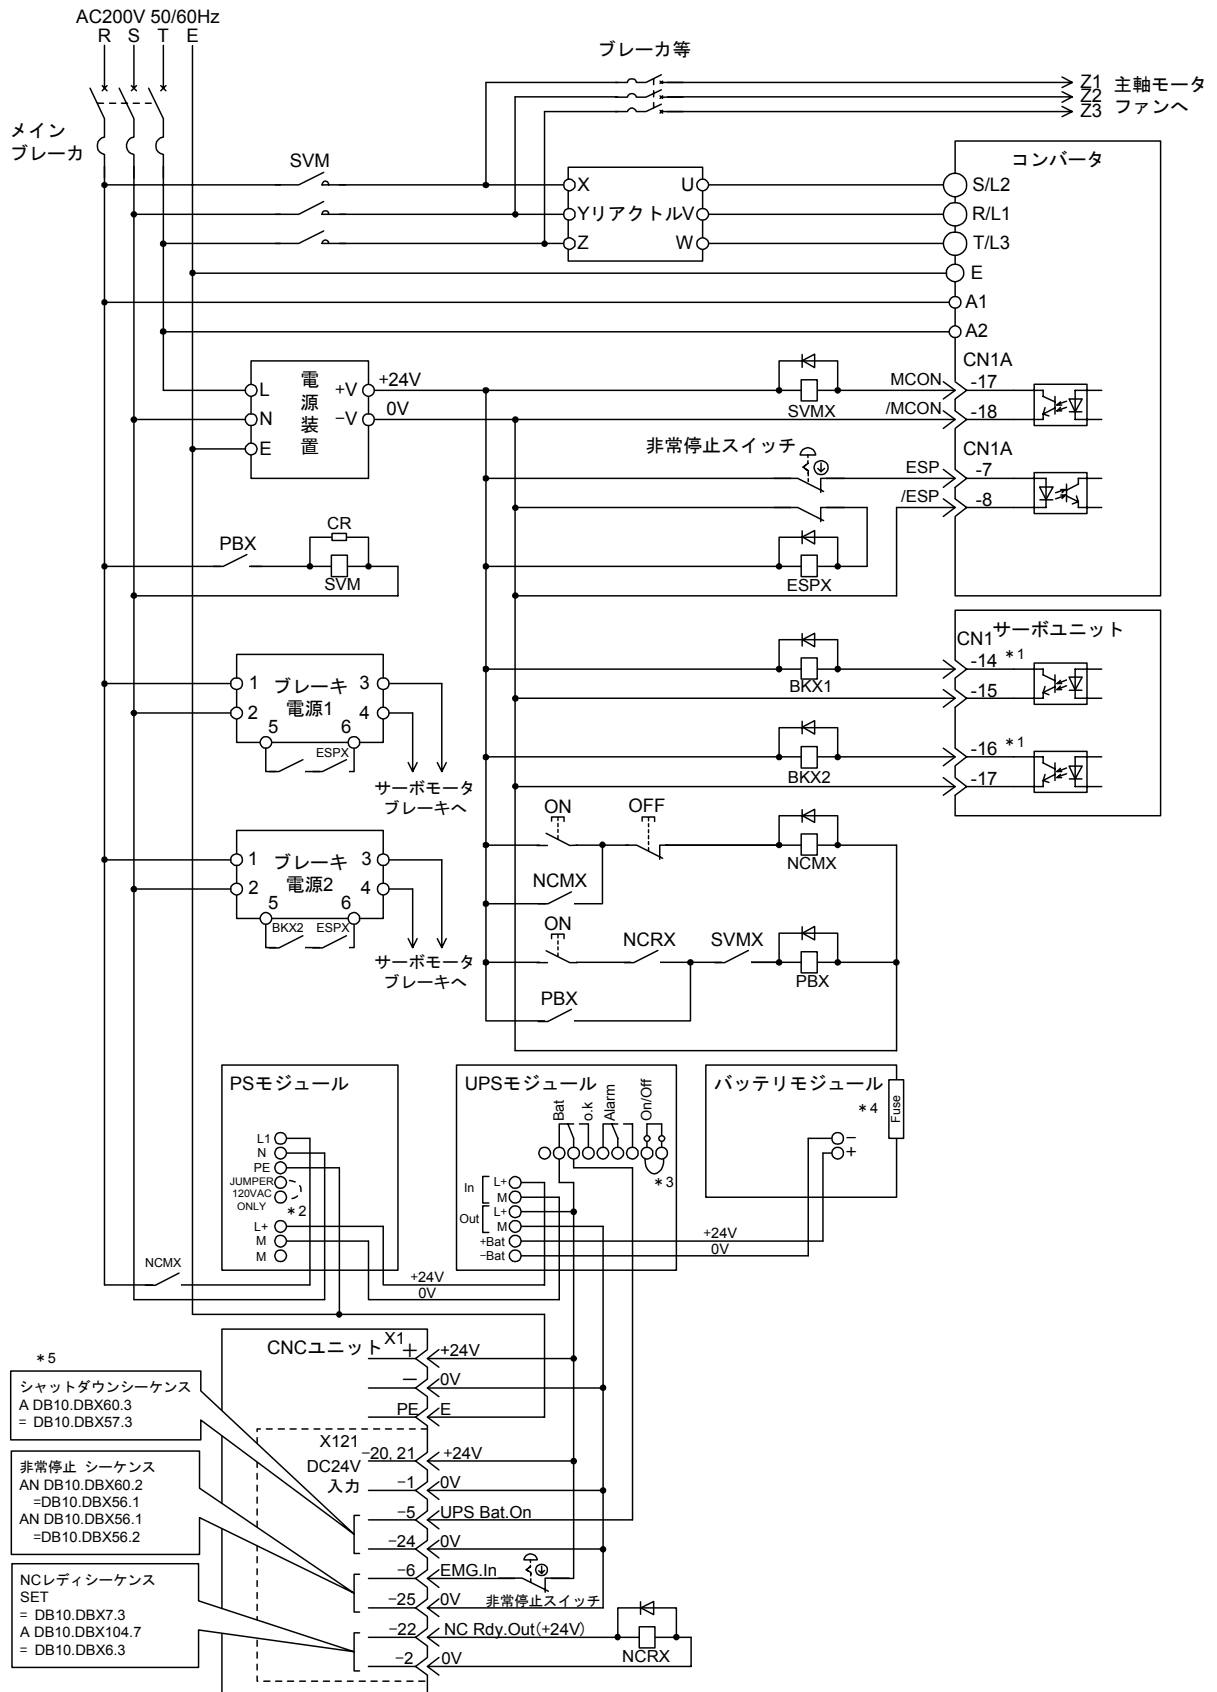 AC200V 50/60Hz
R S T E
ブレーカ等
Z1
Z2
Z3
主軸モータ
ファンへ
メイン
ブレーカ
SVM
コンバータ
X U
Y リアクトル V
Z W
S/L2
R/L1
T/L3
E
A1
A2
電源装置
L +V
N −V
E
+24V
0V
SVMX
CN1A
MCON -17
/MCON -18
非常停止スイッチ
CN1A
ESP -7
/ESP -8
ESPX
PBX
CR
SVM
CN1 サーボユニット
-14 *1
-15
BKX1
-16 *1
-17
BKX2
1 ブレーキ 3
2 電源1 4
5 6
ESPX
サーボモータ
ブレーキへ
1 ブレーキ 3
2 電源2 4
5 6
BKX2 ESPX
サーボモータ
ブレーキへ
ON OFF
NCMX
NCMX
ON
NCRX SVMX
PBX
PBX
PSモジュール
L1
N
PE
JUMPER
120VAC
ONLY
*2
L+
M
M
NCMX
UPSモジュール
Bat
o.k
Alarm
On/Off
*3
In
L+
M
Out
L+
M
+Bat
−Bat
バッテリモジュール
*4
Fuse
−
+
+24V
0V
+24V
0V
CNCユニット X1
+ +24V
− 0V
PE E
X121
DC24V
入力
−20, 21 +24V
−1 0V
−5 UPS Bat.On
−24 0V
−6 EMG.In
−25 0V 非常停止スイッチ
−22 NC Rdy.Out(+24V)
−2 0V
NCRX
*5
シャットダウンシーケンス
A DB10.DBX60.3
= DB10.DBX57.3
非常停止 シーケンス
AN DB10.DBX60.2
=DB10.DBX56.1
AN DB10.DBX56.1
=DB10.DBX56.2
NCレディシーケンス
SET
= DB10.DBX7.3
A DB10.DBX104.7
= DB10.DBX6.3